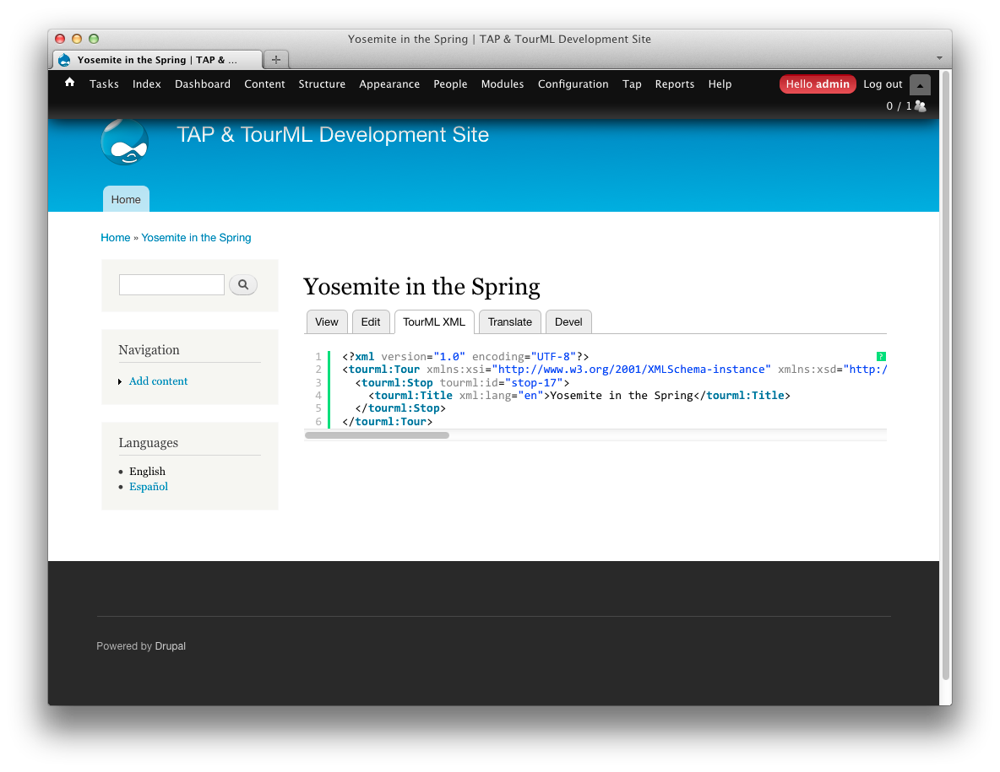 Yosemite in the Spring | TAP & TourML Development Site
Yosemite in the Spring | TAP & ...
Tasks Index Dashboard Content Structure Appearance People Modules Configuration Tap Reports Help Hello admin Log out
0 / 1
TAP & TourML Development Site
Home
Home » Yosemite in the Spring
Yosemite in the Spring
View Edit TourML XML Translate Devel
Navigation
Add content
Languages
English
Español
1 <?xml version="1.0" encoding="UTF-8"?> ?
2 <tourml:Tour xmlns:xsi="http://www.w3.org/2001/XMLSchema-instance" xmlns:xsd="http:/
3 <tourml:Stop tourml:id="stop-17">
4 <tourml:Title xml:lang="en">Yosemite in the Spring</tourml:Title>
5 </tourml:Stop>
6 </tourml:Tour>
Powered by Drupal